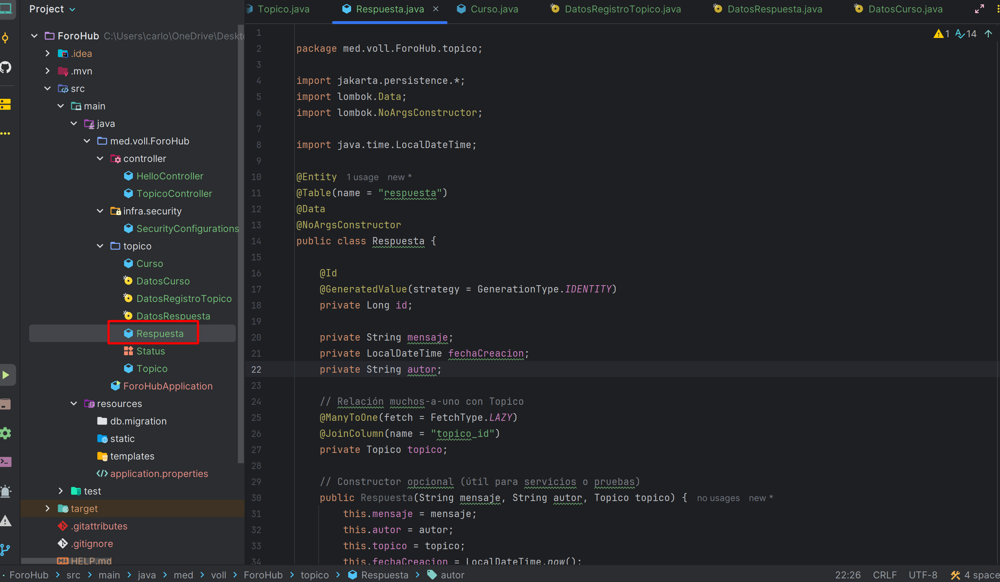 Project
Topico.java
Respuesta.java
Curso.java
DatosRegistroTopico.java
DatosRespuesta.java
DatosCurso.java
ForoHub C:\Users\carlo\OneDrive\Deskt
.idea
.mvn
src
main
java
med.voll.ForoHub
controller
HelloController
TopicoController
infra.security
SecurityConfigurations
topico
Curso
DatosCurso
DatosRegistroTopico
DatosRespuesta
Respuesta
Status
Topico
ForoHubApplication
resources
db.migration
static
templates
application.properties
test
target
.gitattributes
.gitignore
HELP.md
1 14
1
2 package med.voll.ForoHub.topico;
3
4 import jakarta.persistence.*;
5 import lombok.Data;
6 import lombok.NoArgsConstructor;
7
8 import java.time.LocalDateTime;
9
10 @Entity 1 usage new *
11 @Table(name = "respuesta")
12 @Data
13 @NoArgsConstructor
14 public class Respuesta {
15
16 @Id
17 @GeneratedValue(strategy = GenerationType.IDENTITY)
18 private Long id;
19
20 private String mensaje;
21 private LocalDateTime fechaCreacion;
22 private String autor;
23
24 // Relación muchos-a-uno con Topico
25 @ManyToOne(fetch = FetchType.LAZY)
26 @JoinColumn(name = "topico_id")
27 private Topico topico;
28
29 // Constructor opcional (útil para servicios o pruebas)
30 public Respuesta(String mensaje, String autor, Topico topico) { no usages new *
31 this.mensaje = mensaje;
32 this.autor = autor;
33 this.topico = topico;
34 this.fechaCreacion = LocalDateTime.now();
ForoHub > src > main > java > med > voll > ForoHub > topico > Respuesta > autor
22:26 CRLF UTF-8 4 space